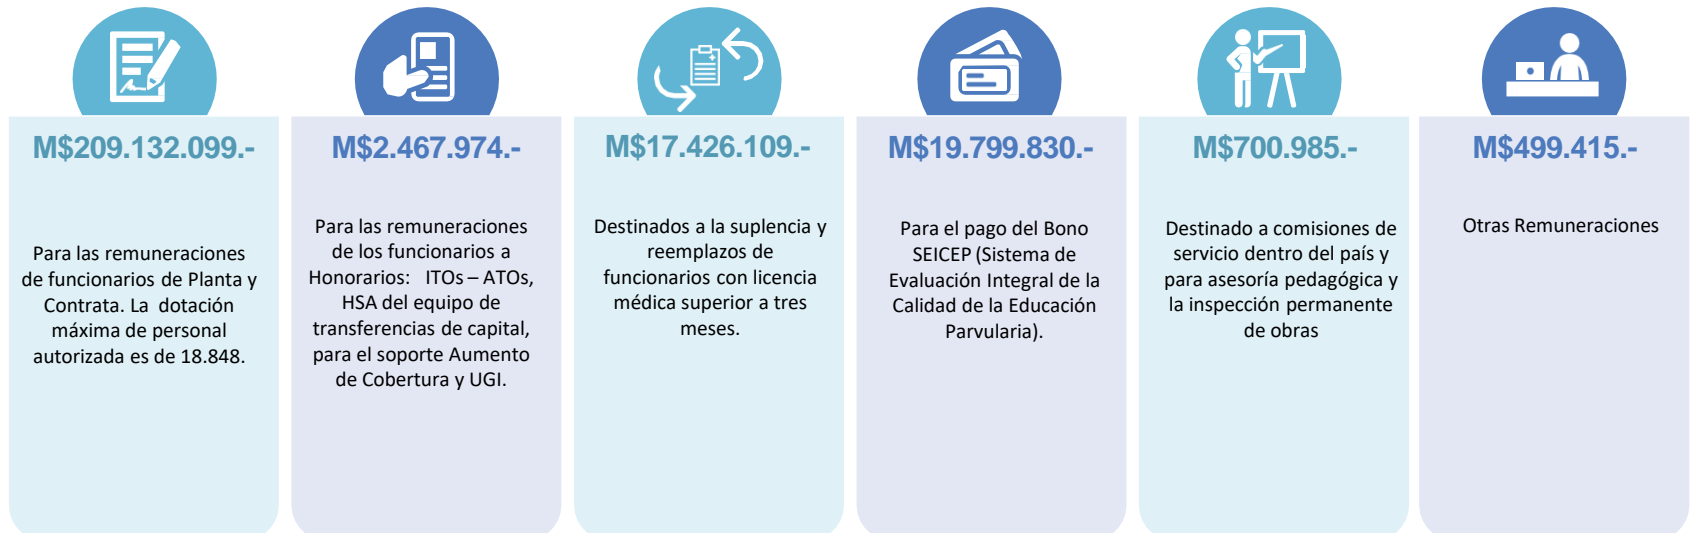 M$209.132.099.-
Para las remuneraciones
de funcionarios de Planta y
Contrata. La dotación
máxima de personal
autorizada es de 18.848.
M$2.467.974.-
Para las remuneraciones
de los funcionarios a
Honorarios: ITOs – ATOs,
HSA del equipo de
transferencias de capital,
para el soporte Aumento
de Cobertura y UGI.
M$17.426.109.-
Destinados a la suplencia y
reemplazos de
funcionarios con licencia
médica superior a tres
meses.
M$19.799.830.-
Para el pago del Bono
SEICEP (Sistema de
Evaluación Integral de la
Calidad de la Educación
Parvularia).
M$700.985.-
Destinado a comisiones de
servicio dentro del país y
para asesoría pedagógica y
la inspección permanente
de obras
M$499.415.-
Otras Remuneraciones